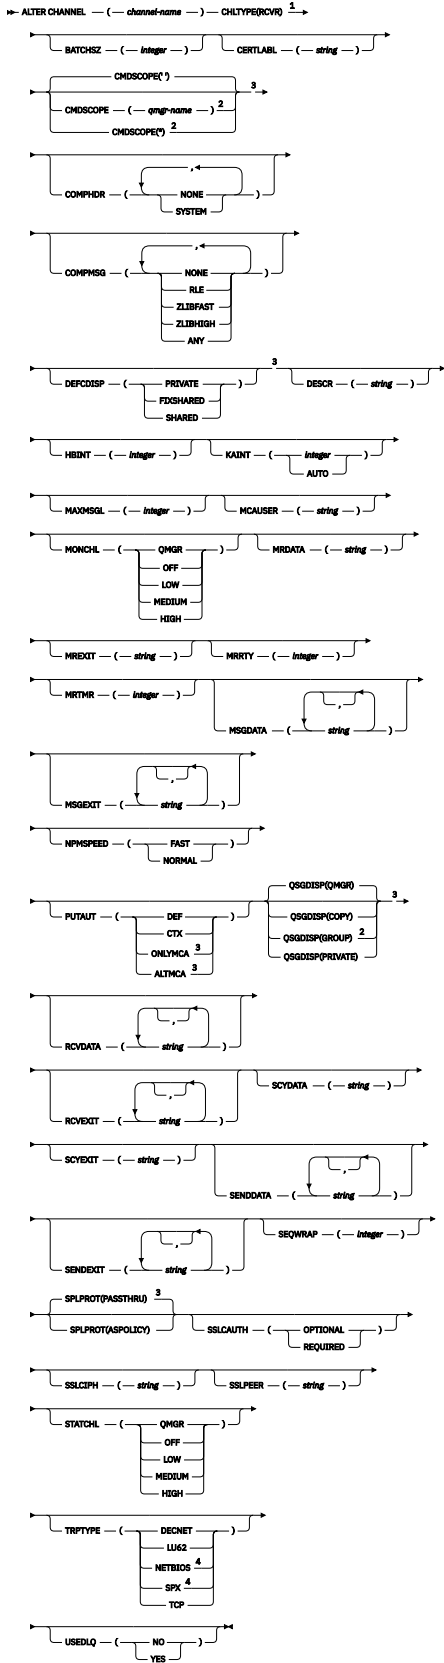 ALTER CHANNEL ( channel-name ) CHLTYPE(RCVR) 1
BATCHSZ ( integer ) CERTLABL ( string )
CMDSCOPE(' ')
3
CMDSCOPE ( qmgr-name ) 2
CMDSCOPE(*) 2
,
COMPHDR ( NONE )
SYSTEM
,
COMPMSG ( NONE )
RLE
ZLIBFAST
ZLIBHIGH
ANY
3
DEFCDISP ( PRIVATE ) DESCR ( string )
FIXSHARED
SHARED
HBINT ( integer ) KAINT ( integer )
AUTO
MAXMSGL ( integer ) MCAUSER ( string )
MONCHL ( QMGR ) MRDATA ( string )
OFF
LOW
MEDIUM
HIGH
MREXIT ( string ) MRRTY ( integer )
MRTMR ( integer )
,
MSGDATA ( string )
,
MSGEXIT ( string )
NPMSPEED ( FAST )
NORMAL
QSGDISP(QMGR)
3
PUTAUT ( DEF ) QSGDISP(COPY)
CTX QSGDISP(GROUP) 2
ONLYMCA 3 QSGDISP(PRIVATE)
ALTMCA 3
,
RCVDATA ( string )
,
RCVEXIT ( string ) SCYDATA ( string )
SCYEXIT ( string )
,
SENDDATA ( string )
,
SENDEXIT ( string ) SEQWRAP ( integer )
SPLPROT(PASSTHRU) 3
SPLPROT(ASPOLICY) SSLCAUTH ( OPTIONAL )
REQUIRED
SSLCIPH ( string ) SSLPEER ( string )
STATCHL ( QMGR )
OFF
LOW
MEDIUM
HIGH
TRPTYPE ( DECNET )
LU62
NETBIOS 4
SPX 4
TCP
USEDLQ ( NO )
YES